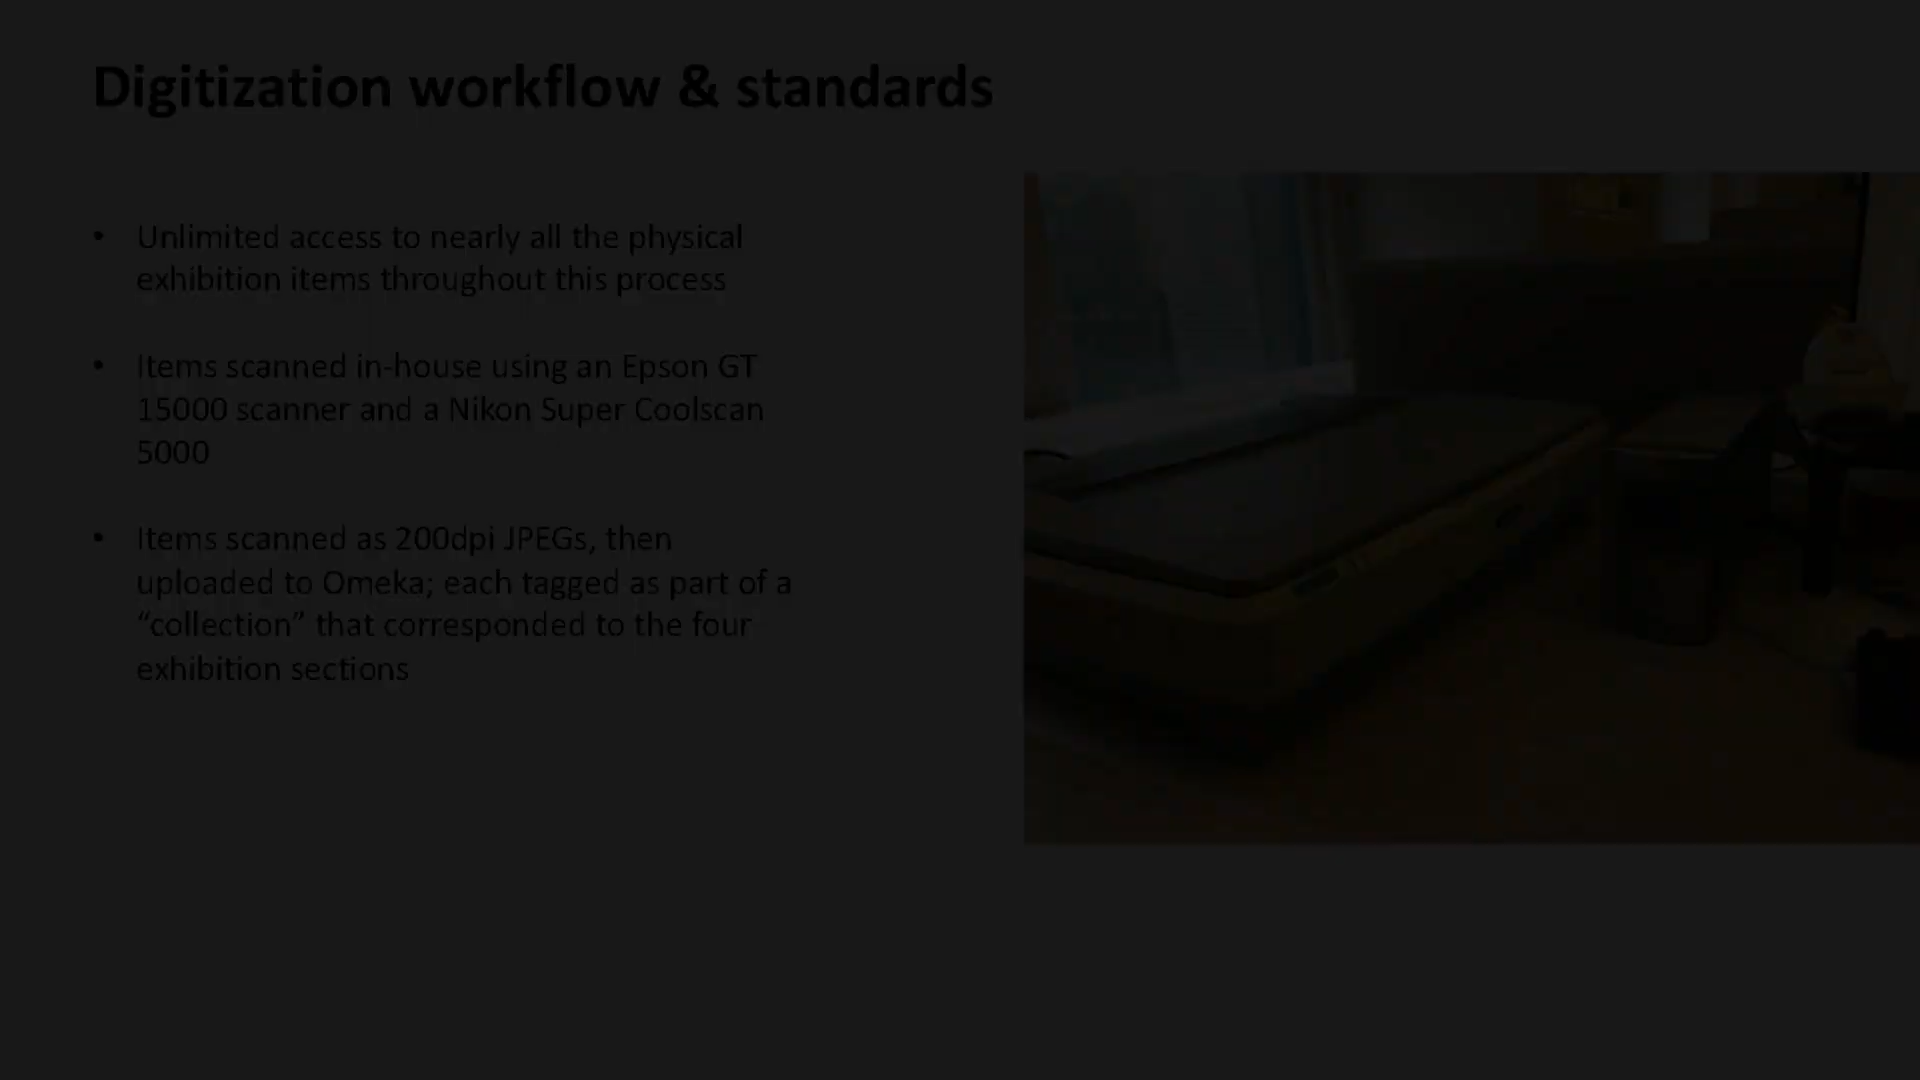 Digitization workflow & standards
• Unlimited access to nearly all the physical
exhibition items throughout this process
• Items scanned in-house using an Epson GT
15000 scanner and a Nikon Super Coolscan
5000
• Items scanned as 200dpi JPEGs, then
uploaded to Omeka; each tagged as part of a
“collection” that corresponded to the four
exhibition sections